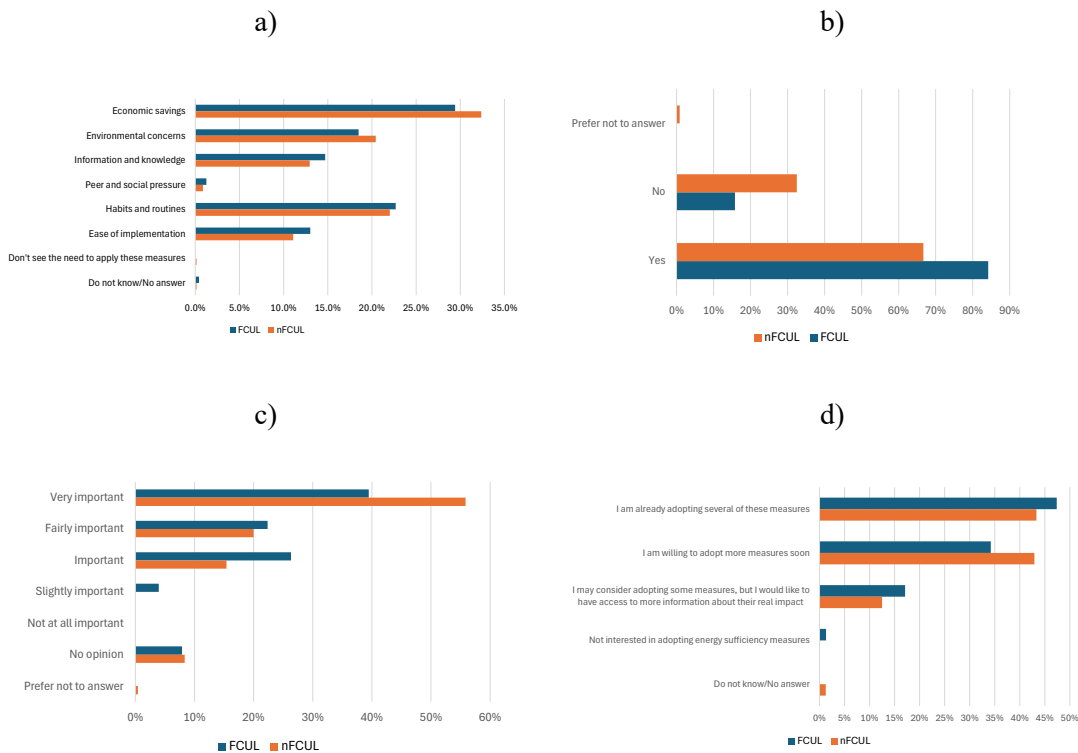 a)
Economic savings
Environmental concerns
Information and knowledge
Peer and social pressure
Habits and routines
Ease of implementation
Don't see the need to apply these measures
Do not know/No answer
0.0% 5.0% 10.0% 15.0% 20.0% 25.0% 30.0% 35.0%
FCUL nFCUL
b)
Prefer not to answer
No
Yes
0% 10% 20% 30% 40% 50% 60% 70% 80% 90%
nFCUL FCUL
c)
Very important
Fairly important
Important
Slightly important
Not at all important
No opinion
Prefer not to answer
0% 10% 20% 30% 40% 50% 60%
FCUL nFCUL
d)
I am already adopting several of these measures
I am willing to adopt more measures soon
I may consider adopting some measures, but I would like to
have access to more information about their real impact
Not interested in adopting energy sufficiency measures
Do not know/No answer
0% 5% 10% 15% 20% 25% 30% 35% 40% 45% 50%
FCUL nFCUL